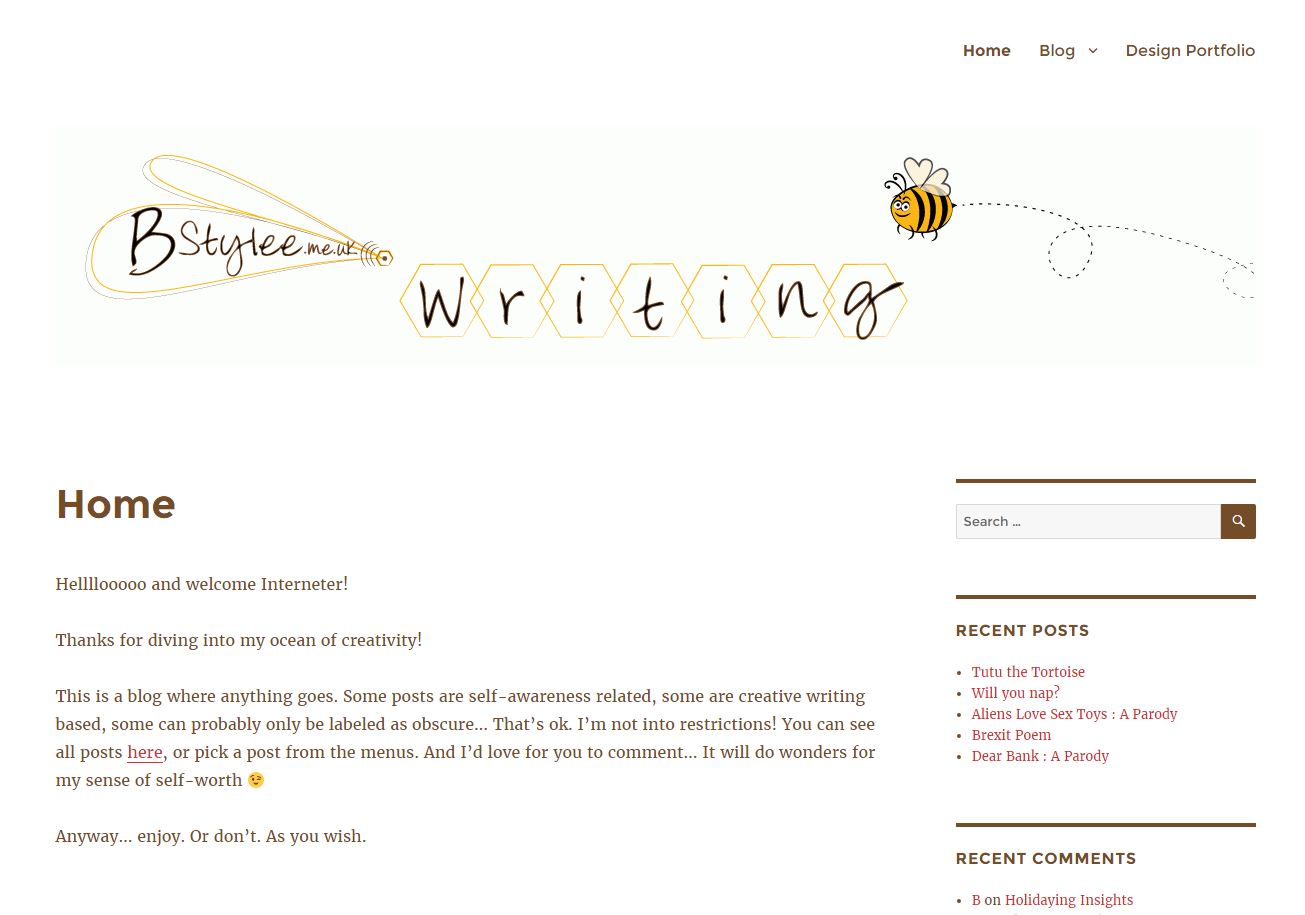 Home Blog Design Portfolio
BStylee.me.uk
Writing
Home
Helllooooo and welcome Interneter!
Thanks for diving into my ocean of creativity!
This is a blog where anything goes. Some posts are self-awareness related, some are creative writing
based, some can probably only be labeled as obscure... That’s ok. I’m not into restrictions! You can see
all posts here, or pick a post from the menus. And I’d love for you to comment... It will do wonders for
my sense of self-worth 😉
Anyway... enjoy. Or don’t. As you wish.
Search ...
RECENT POSTS
Tutu the Tortoise
Will you nap?
Aliens Love Sex Toys : A Parody
Brexit Poem
Dear Bank : A Parody
RECENT COMMENTS
B on Holidaying Insights